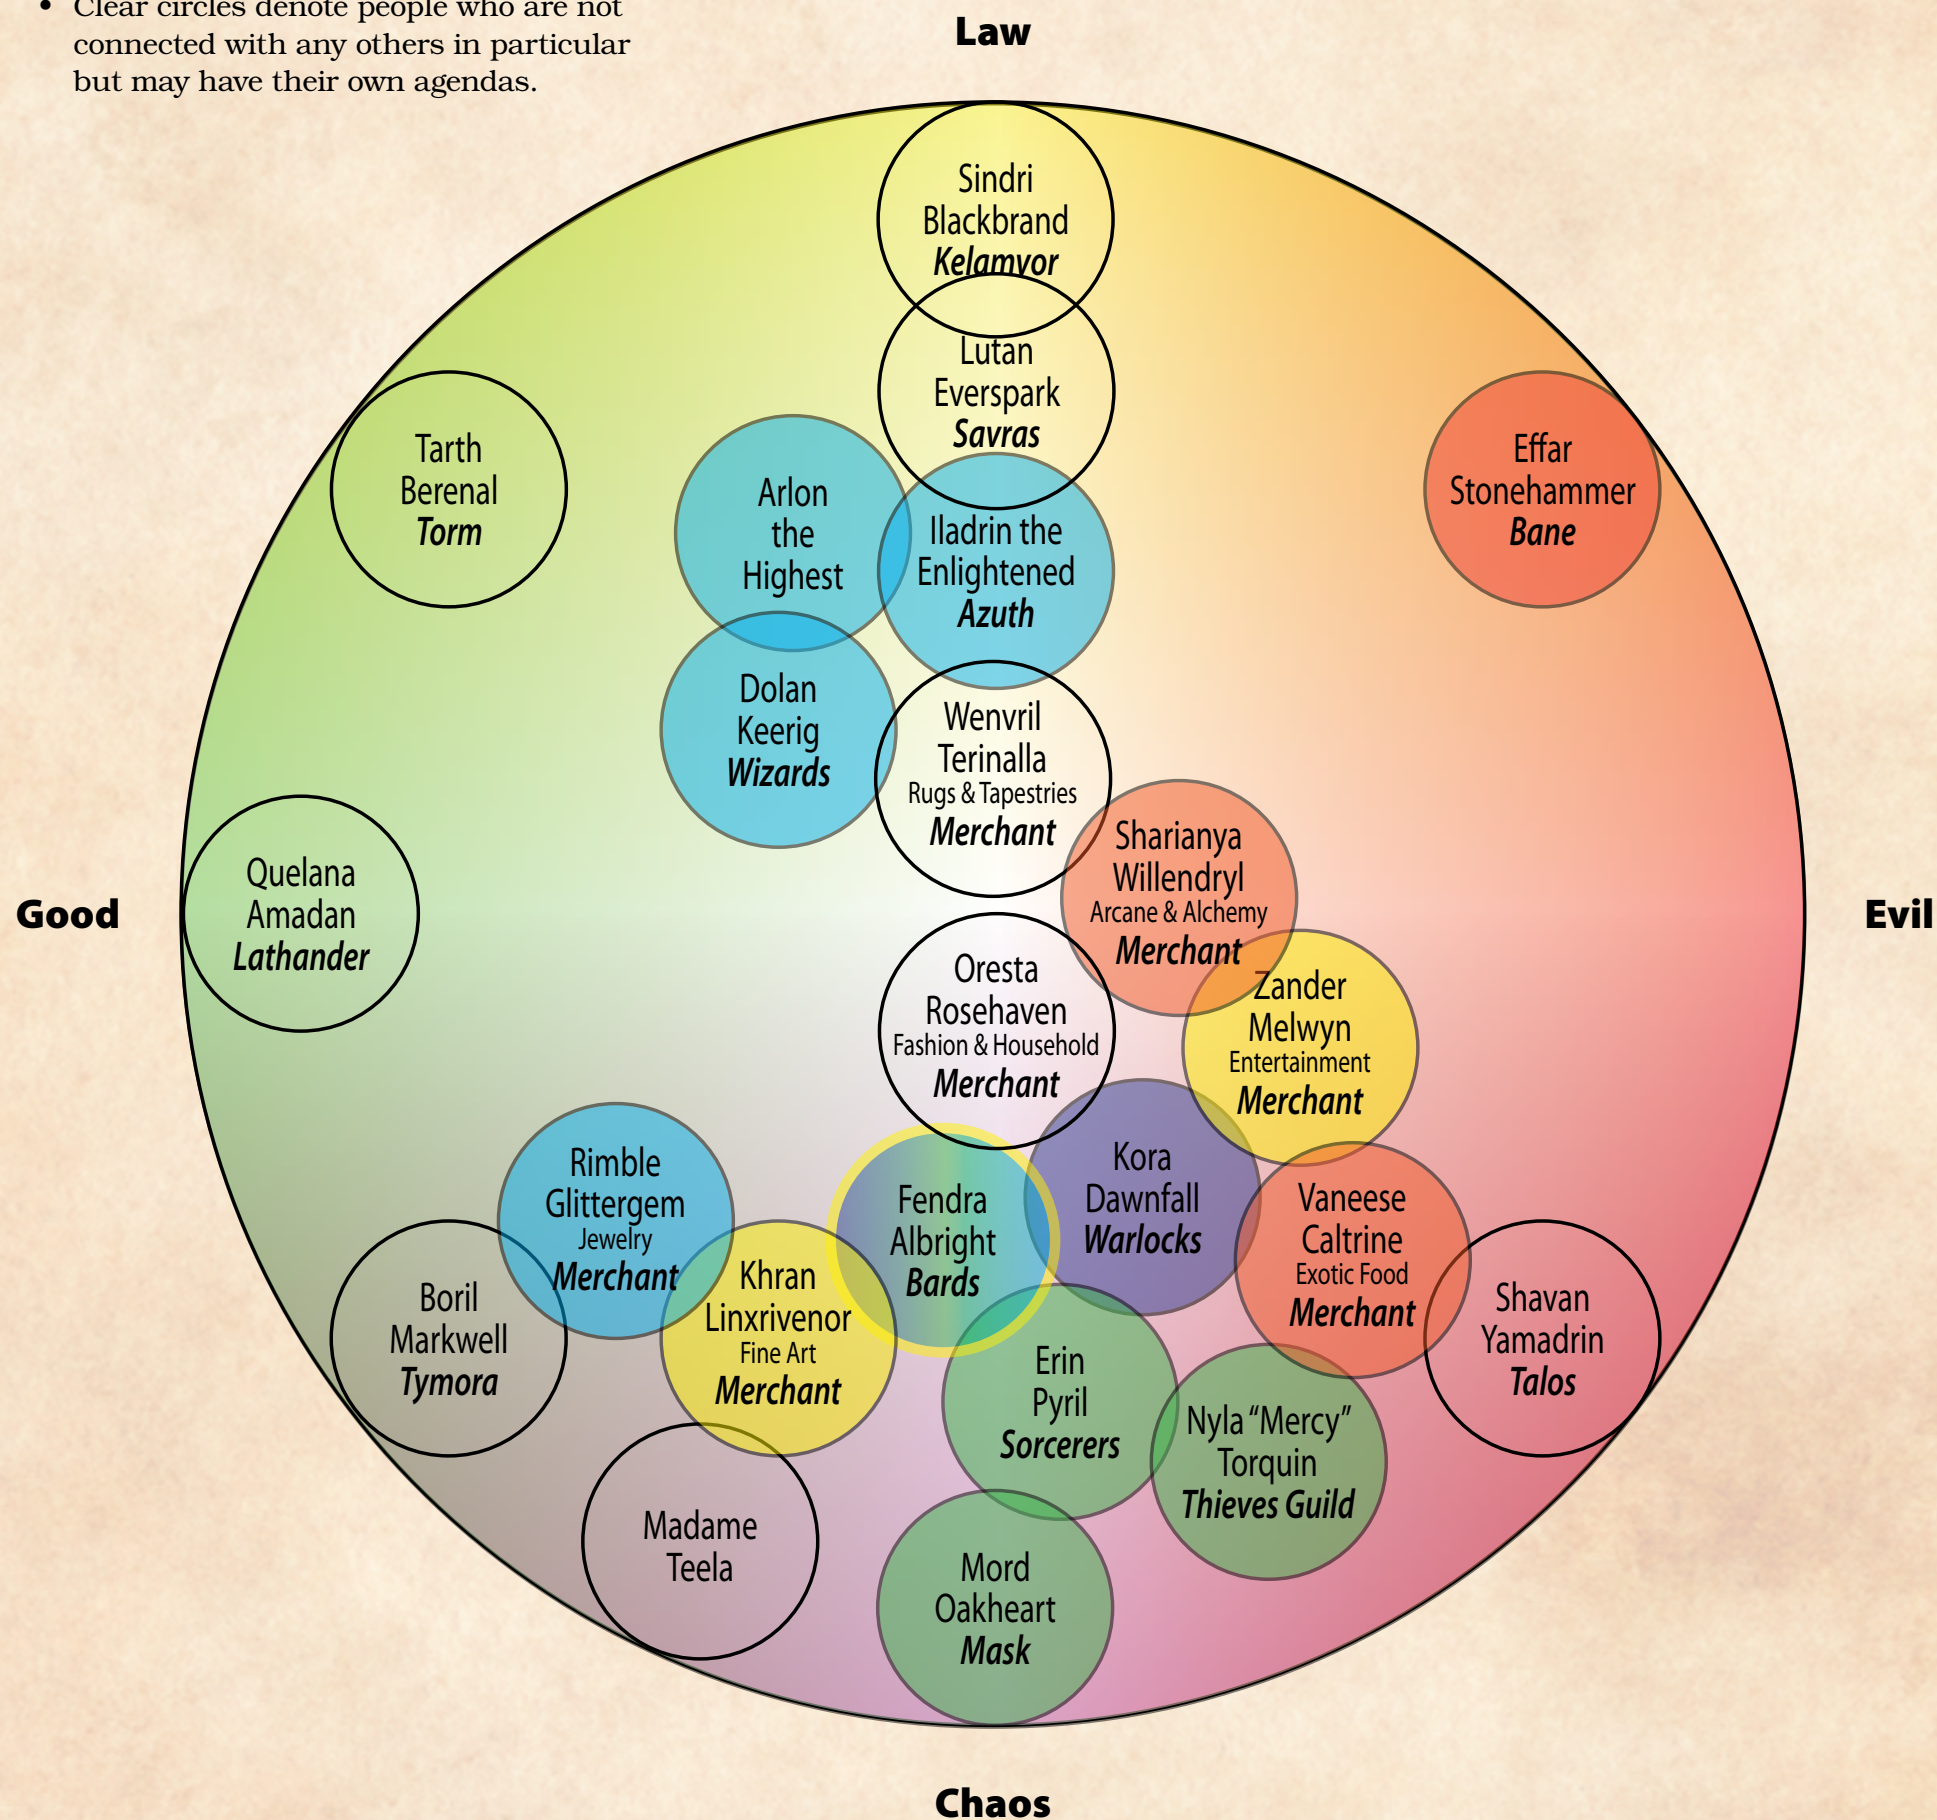 • Clear circles denote people who are not
connected with any others in particular
but may have their own agendas.
Law
Sindri
Blackbrand
Kelamvor
Lutan
Everspark
Savras
Tarth
Berenal
Torm
Effar
Stonehammer
Bane
Arlon
the
Highest
Iladrin the
Enlightened
Azuth
Dolan
Keerig
Wizards
Wenvril
Terinalla
Rugs & Tapestries
Merchant
Sharianya
Willendryl
Arcane & Alchemy
Merchant
Good
Quelana
Amadan
Lathander
Evil
Oresta
Rosehaven
Fashion & Household
Merchant
Zander
Melwyn
Entertainment
Merchant
Rimble
Glittergem
Jewelry
Merchant
Fendra
Albright
Bards
Kora
Dawnfall
Warlocks
Vaneese
Caltrine
Exotic Food
Merchant
Boril
Markwell
Tymora
Khran
Linxrivenor
Fine Art
Merchant
Shavan
Yamadrin
Talos
Erin
Pyril
Sorcerers
Nyla “Mercy”
Torquin
Thieves Guild
Madame
Teela
Mord
Oakheart
Mask
Chaos